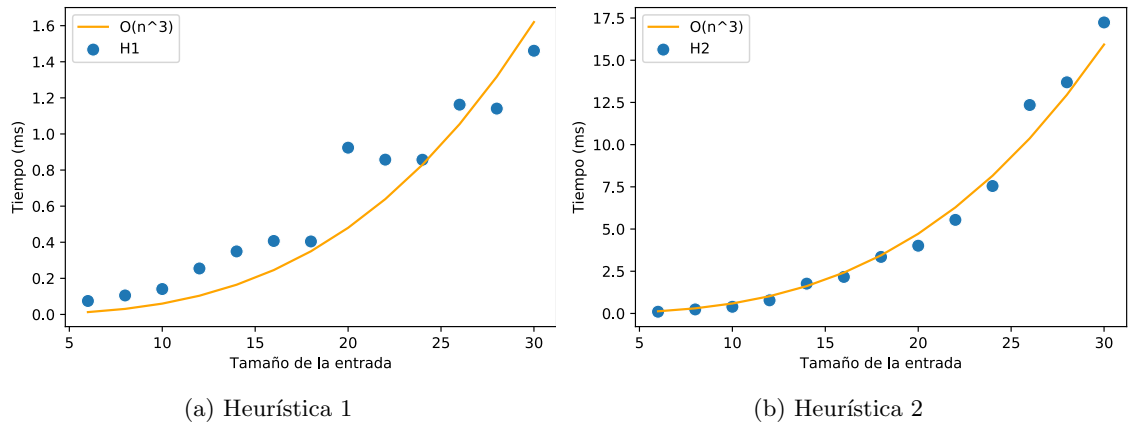 O(n^3)
H1
Tiempo (ms)
1.6
1.4
1.2
1.0
0.8
0.6
0.4
0.2
0.0
5 10 15 20 25 30
Tamaño de la entrada
(a) Heurística 1
O(n^3)
H2
Tiempo (ms)
17.5
15.0
12.5
10.0
7.5
5.0
2.5
0.0
5 10 15 20 25 30
Tamaño de la entrada
(b) Heurística 2